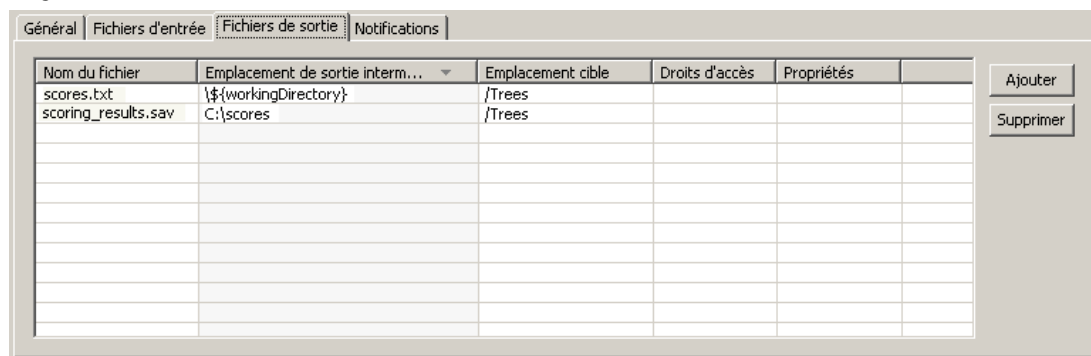 Général Fichiers d'entrée Fichiers de sortie Notifications
Nom du fichier Emplacement de sortie interm... Emplacement cible Droits d'accès Propriétés
Ajouter
scores.txt \${workingDirectory} /Trees
scoring_results.sav C:\scores /Trees
Supprimer